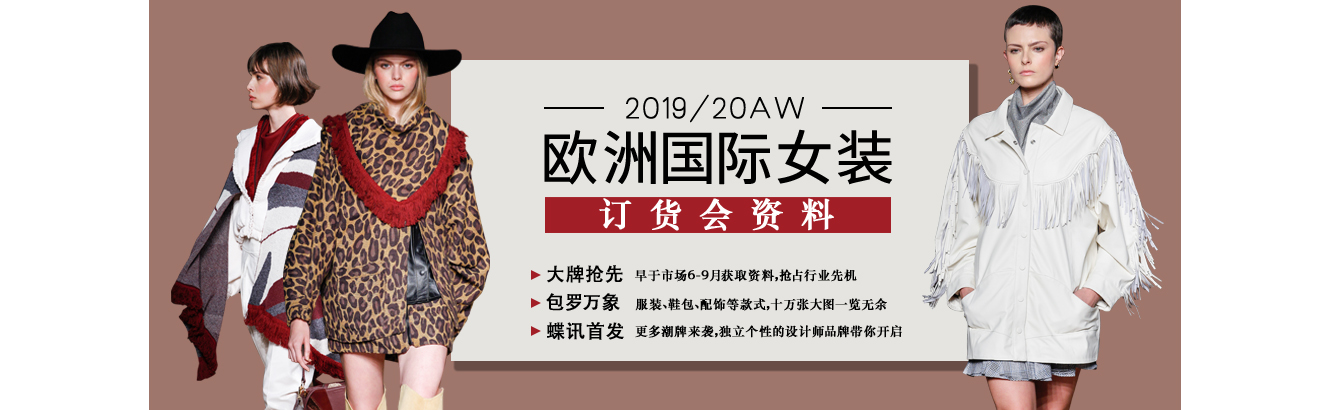 2019/20AW
欧洲国际女装
订货会资料
大牌抢先 早于市场6-9月获取资料,抢占行业先机
包罗万象 服装、鞋包、配饰等款式,十万张大图一览无余
蝶讯首发 更多潮牌来袭,独立个性的设计师品牌带你开启